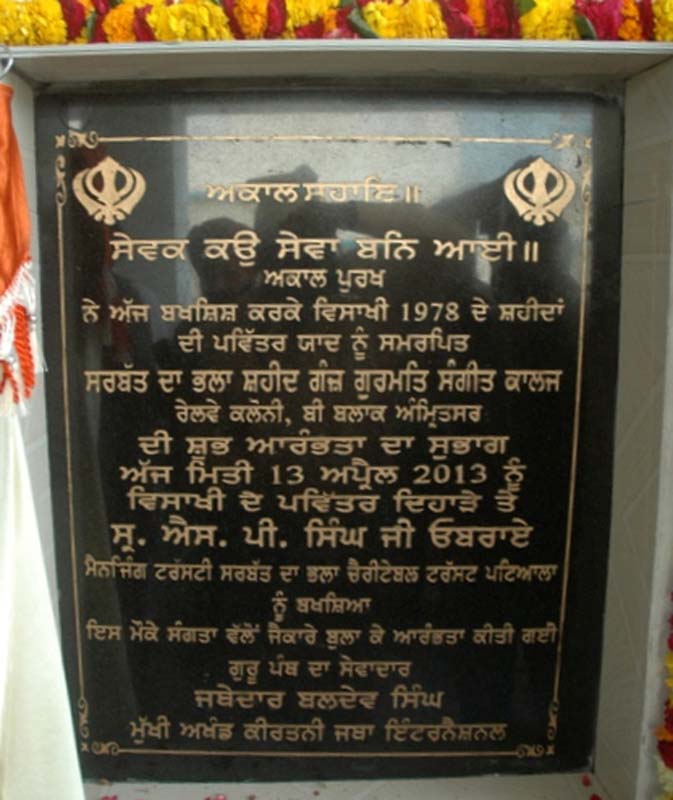 ਅਕਾਲ ਸਹਾਇ॥
ਸੇਵਕ ਕਉ ਸੇਵਾ ਬਨਿ ਆਈ॥
ਅਕਾਲ ਪੁਰਖ
ਨੇ ਅੱਜ ਬਖਸ਼ਿਸ਼ ਕਰਕੇ ਵਿਸਾਖੀ 1978 ਦੇ ਸ਼ਹੀਦਾਂ
ਦੀ ਪਵਿੱਤਰ ਯਾਦ ਨੂੰ ਸਮਰਪਿਤ
ਸਰਬੱਤ ਦਾ ਭਲਾ ਸ਼ਹੀਦ ਗੰਜ਼ ਗੁਰਮਤਿ ਸੰਗੀਤ ਕਾਲਜ
ਰੇਲਵੇ ਕਲੋਨੀ, ਬੀ ਬਲਾਕ ਅੰਮ੍ਰਿਤਸਰ
ਦੀ ਸ਼ੁਭ ਆਰੰਭਤਾ ਦਾ ਸੁਭਾਗ
ਅੱਜ ਮਿਤੀ 13 ਅਪ੍ਰੈਲ 2013 ਨੂੰ
ਵਿਸਾਖੀ ਦੇ ਪਵਿੱਤਰ ਦਿਹਾੜੇ ਤੇ
ਸ੍ਰ. ਐਸ. ਪੀ. ਸਿੰਘ ਜੀ ਓਬਰਾਏ
ਮੈਨਜਿੰਗ ਟਰੱਸਟੀ ਸਰਬੱਤ ਦਾ ਭਲਾ ਚੈਰੀਟੇਬਲ ਟਰੱਸਟ ਪਟਿਆਲਾ
ਨੂੰ ਬਖਸ਼ਿਆ
ਇਸ ਮੌਕੇ ਸੰਗਤਾ ਵੱਲੋਂ ਜੈਕਾਰੇ ਬੁਲਾ ਕੇ ਆਰੰਭਤਾ ਕੀਤੀ ਗਈ
ਗੁਰੂ ਪੰਥ ਦਾ ਸੇਵਾਦਾਰ
ਜਥੇਦਾਰ ਬਲਦੇਵ ਸਿੰਘ
ਮੁੱਖੀ ਅਖੰਡ ਕੀਰਤਨੀ ਜਥਾ ਇੰਟਰਨੈਸ਼ਨਲ